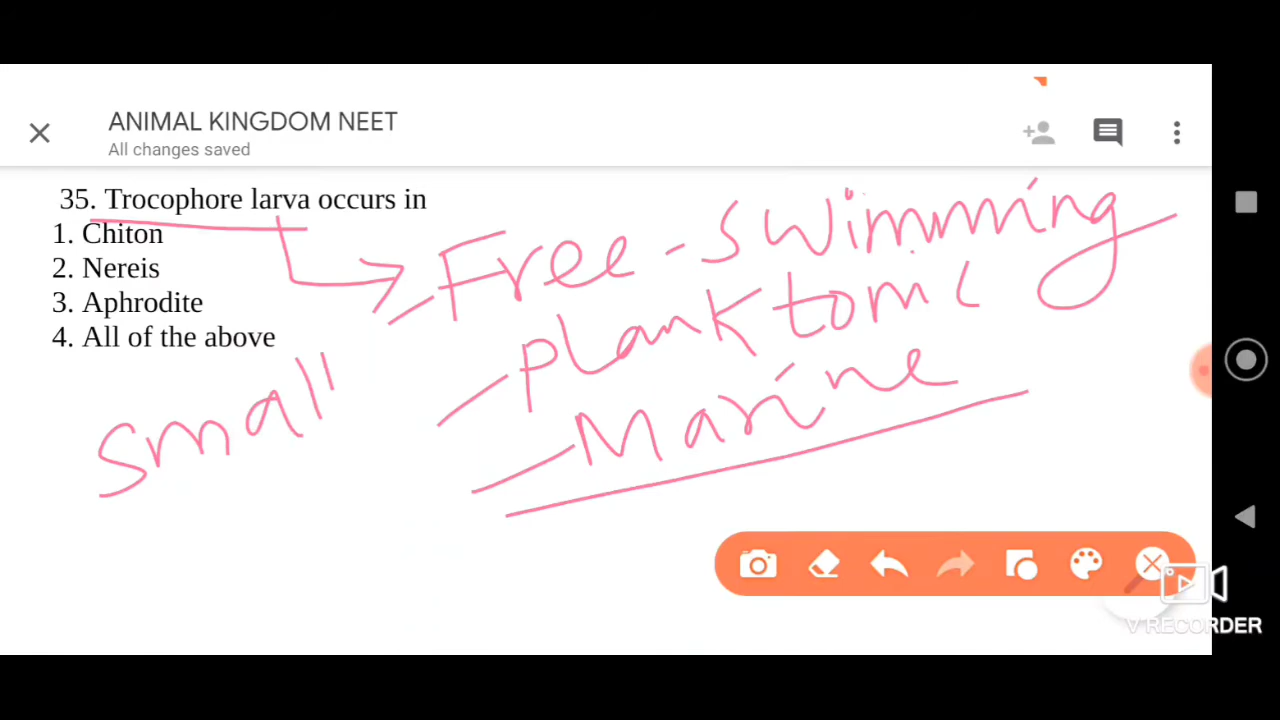 ANIMAL KINGDOM NEET
All changes saved
35. Trocophore larva occurs in
1. Chiton
2. Nereis
3. Aphrodite
4. All of the above
Free-swimming
Planktonic
Marine
Small
V RECORDER